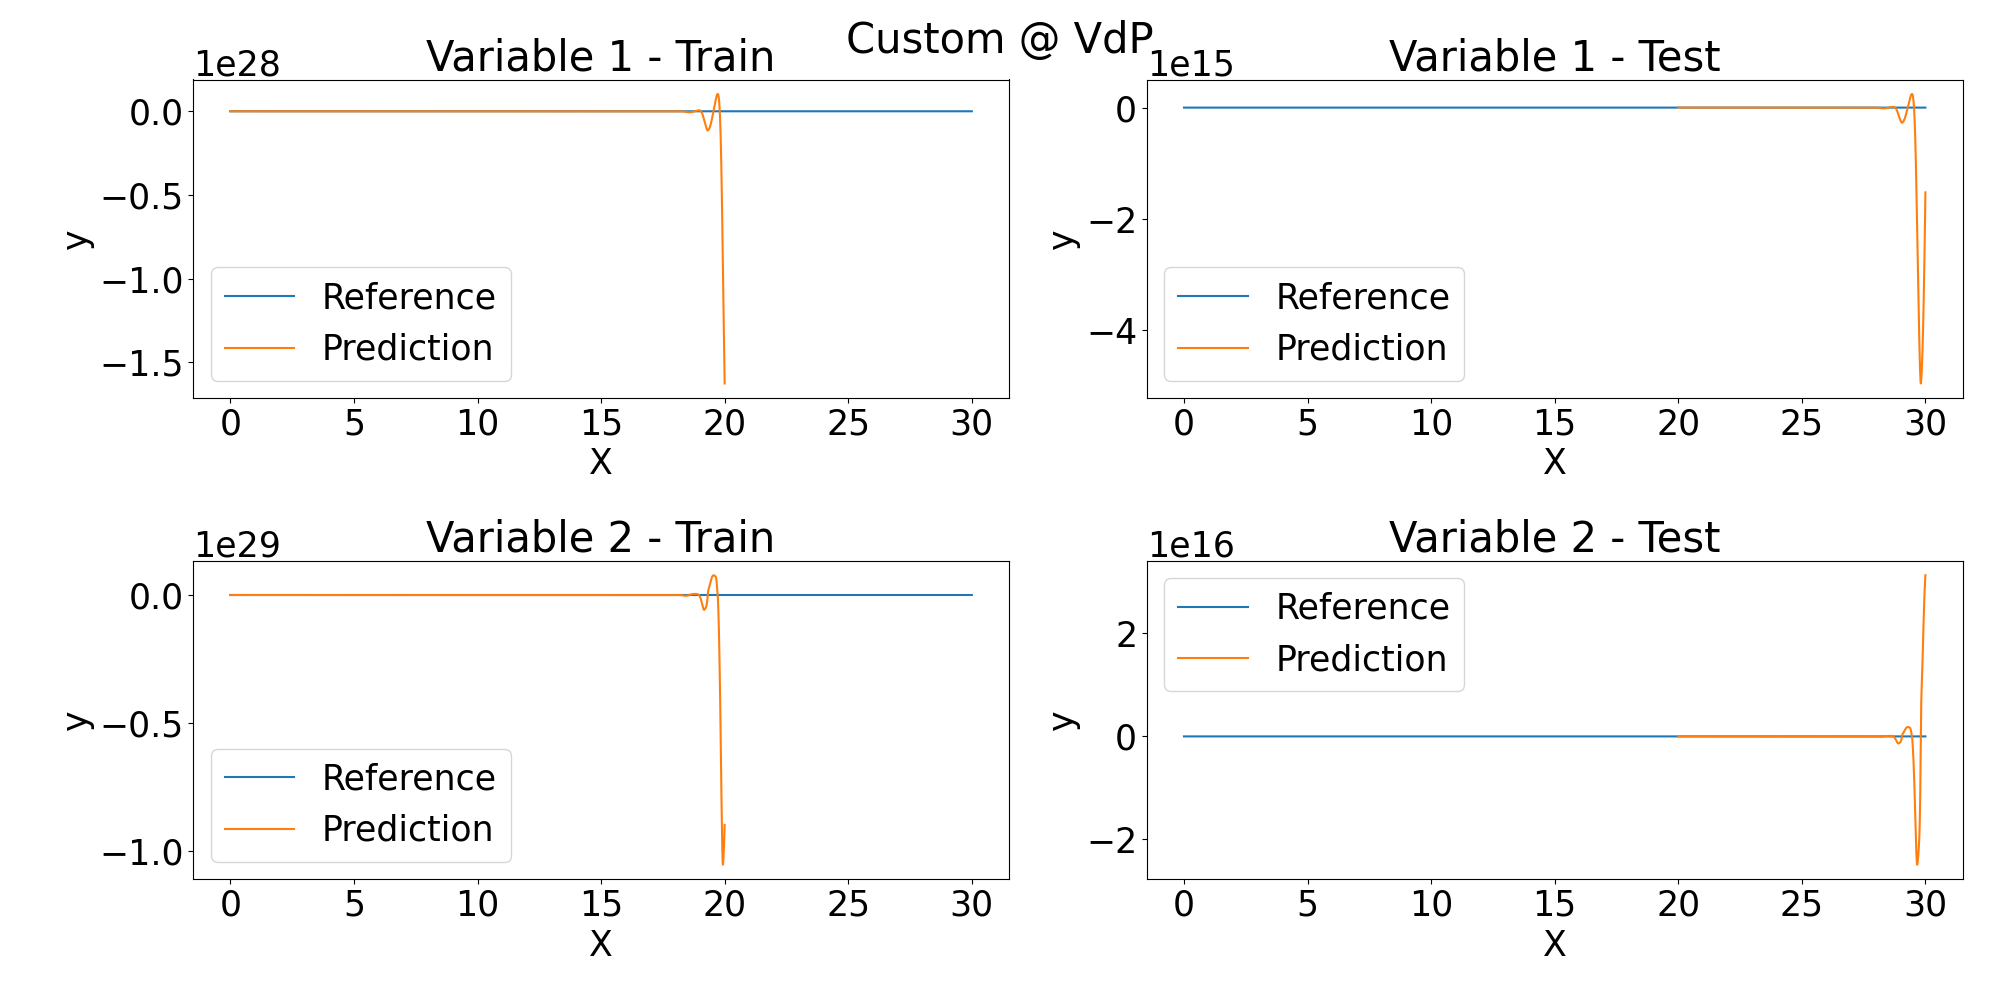 Custom @ VdP
Variable 1 - Train
1e28
0.0
−0.5
−1.0
−1.5
y
Reference
Prediction
0 5 10 15 20 25 30
X
Variable 1 - Test
1e15
0
−2
−4
y
Reference
Prediction
0 5 10 15 20 25 30
X
Variable 2 - Train
1e29
0.0
−0.5
−1.0
y
Reference
Prediction
0 5 10 15 20 25 30
X
Variable 2 - Test
1e16
2
0
−2
y
Reference
Prediction
0 5 10 15 20 25 30
X